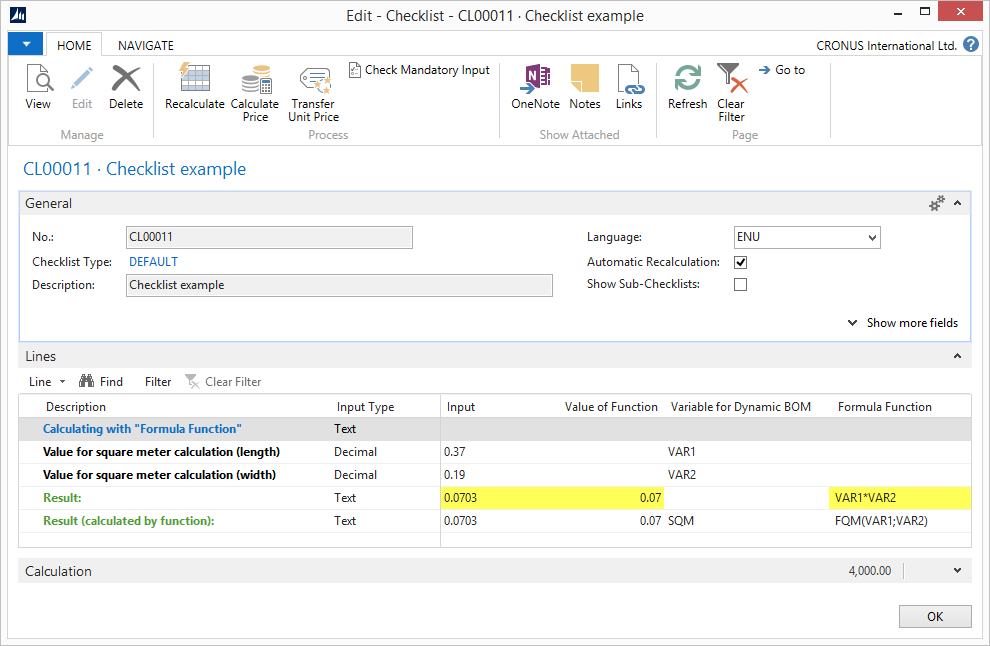 Edit - Checklist - CL00011 · Checklist example
HOME NAVIGATE CRONUS International Ltd. ?
View Edit Delete Recalculate Calculate Price Transfer Unit Price Check Mandatory Input OneNote Notes Links Refresh Clear Filter Go to
Manage Process Show Attached Page
CL00011 · Checklist example
General
No.: CL00011 Language: ENU
Checklist Type: DEFAULT Automatic Recalculation:
Description: Checklist example Show Sub-Checklists:
Show more fields
Lines
Line Find Filter Clear Filter
Description Input Type Input Value of Function Variable for Dynamic BOM Formula Function
Calculating with "Formula Function" Text
Value for square meter calculation (length) Decimal 0.37 VAR1
Value for square meter calculation (width) Decimal 0.19 VAR2
Result: Text 0.0703 0.07 VAR1*VAR2
Result (calculated by function): Text 0.0703 0.07 SQM FQM(VAR1;VAR2)
Calculation 4,000.00
OK